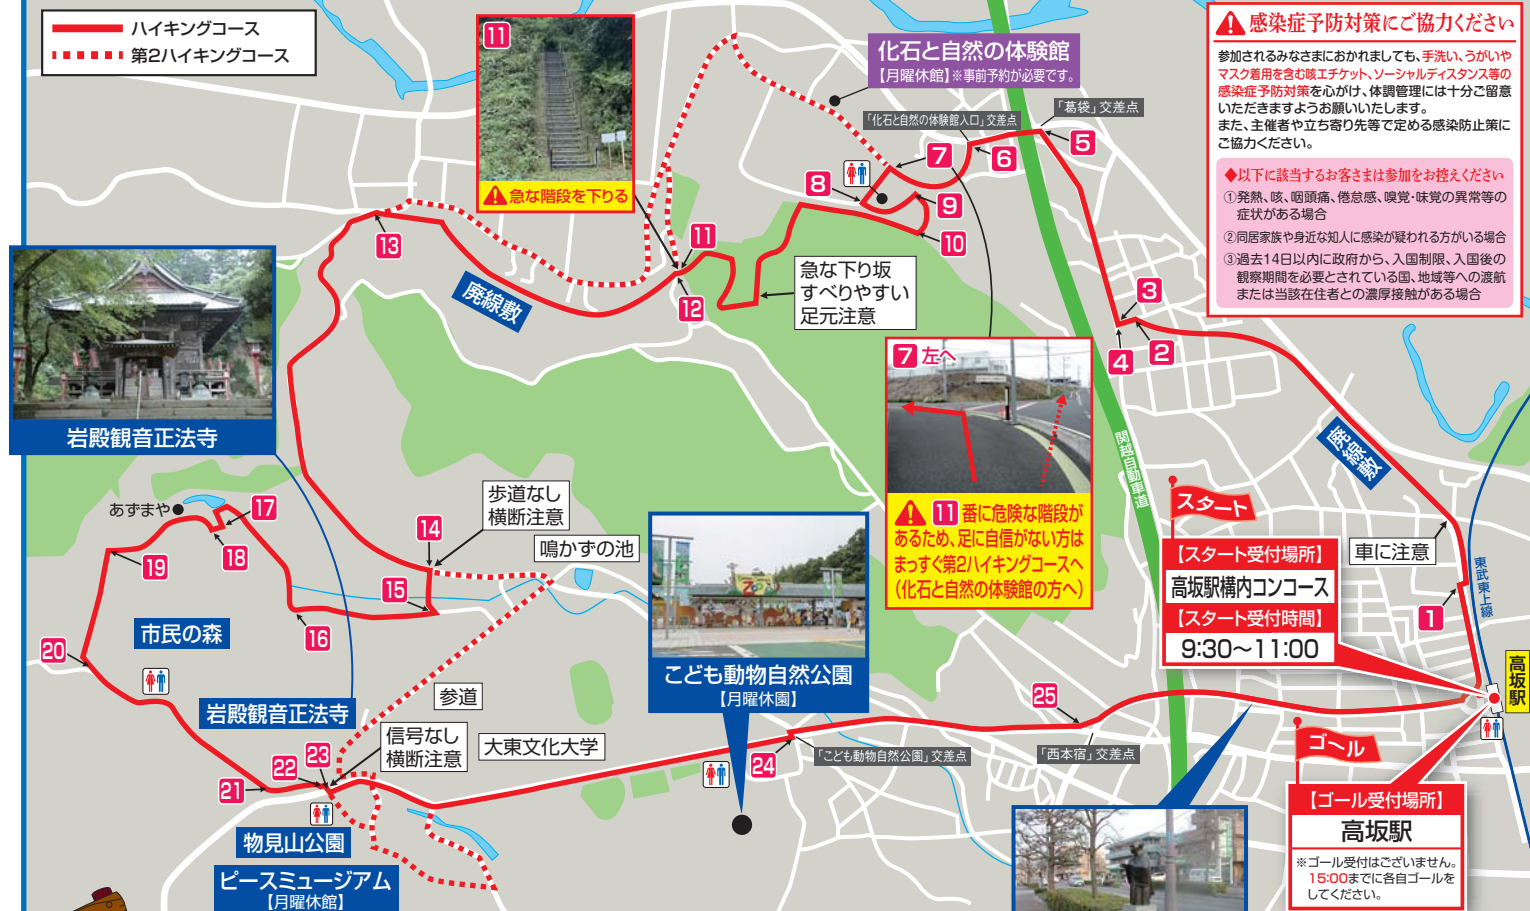 ハイキングコース
第2ハイキングコース
11
急な階段を下りる
化石と自然の体験館
【月曜休館】※事前予約が必要です。
「化石と自然の体験館入口」交差点
「葛袋」交差点
感染症予防対策にご協力ください
参加されるみなさまにおかれましても、手洗い、うがいや
マスク着用を含む咳エチケット、ソーシャルディスタンス等の
感染症予防対策を心がけ、体調管理には十分ご留意
いただきますようお願いいたします。
また、主催者や立ち寄り先等で定める感染防止策に
ご協力ください。
◆以下に該当するお客さまは参加をお控えください
①発熱、咳、咽頭痛、倦怠感、嗅覚・味覚の異常等の
症状がある場合
②同居家族や身近な知人に感染が疑われる方がいる場合
③過去14日以内に政府から、入国制限、入国後の
観察期間を必要とされている国、地域等への渡航
または当該在住者との濃厚接触がある場合
5
6
7
8
9
10
11
12
13
廃線敷
急な下り坂
すべりやすい
足元注意
3
2
4
岩殿観音正法寺
7 左へ
11番に危険な階段が
あるため、足に自信がない方は
まっすぐ第2ハイキングコースへ
(化石と自然の体験館の方へ)
関越自動車道
廃線敷
スタート
【スタート受付場所】
高坂駅構内コンコース
【スタート受付時間】
9:30〜11:00
車に注意
東武東上線
1
高坂駅
あずまや
17
18
19
歩道なし
横断注意
14
鳴かずの池
15
16
市民の森
20
こども動物自然公園
【月曜休園】
岩殿観音正法寺
参道
信号なし
横断注意
大東文化大学
21
22
23
24
「こども動物自然公園」交差点
25
「西本宿」交差点
ゴール
【ゴール受付場所】
高坂駅
※ゴール受付はございません。
15:00までに各自ゴールを
してください。
物見山公園
ピースミュージアム
【月曜休館】